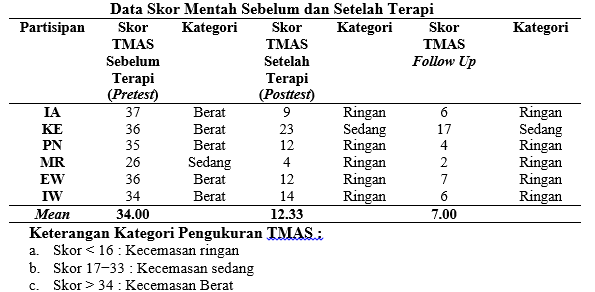 Data Skor Mentah Sebelum dan Setelah Terapi
Partisipan Skor TMAS Sebelum Terapi (Pretest) Kategori Skor TMAS Setelah Terapi (Posttest) Kategori Skor TMAS Follow Up Kategori
IA 37 Berat 9 Ringan 6 Ringan
KE 36 Berat 23 Sedang 17 Sedang
PN 35 Berat 12 Ringan 4 Ringan
MR 26 Sedang 4 Ringan 2 Ringan
EW 36 Berat 12 Ringan 7 Ringan
IW 34 Berat 14 Ringan 6 Ringan
Mean 34.00 12.33 7.00
Keterangan Kategori Pengukuran TMAS :
a. Skor < 16 : Kecemasan ringan
b. Skor 17−33 : Kecemasan sedang
c. Skor > 34 : Kecemasan Berat